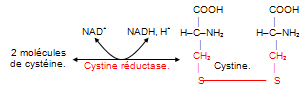 COOH COOH
NAD⁺ NADH, H⁺ H–C–NH₂ H–C–NH₂
2 molécules CH₂ CH₂
de cystéine. Cystine réductase. Cystine.
S S